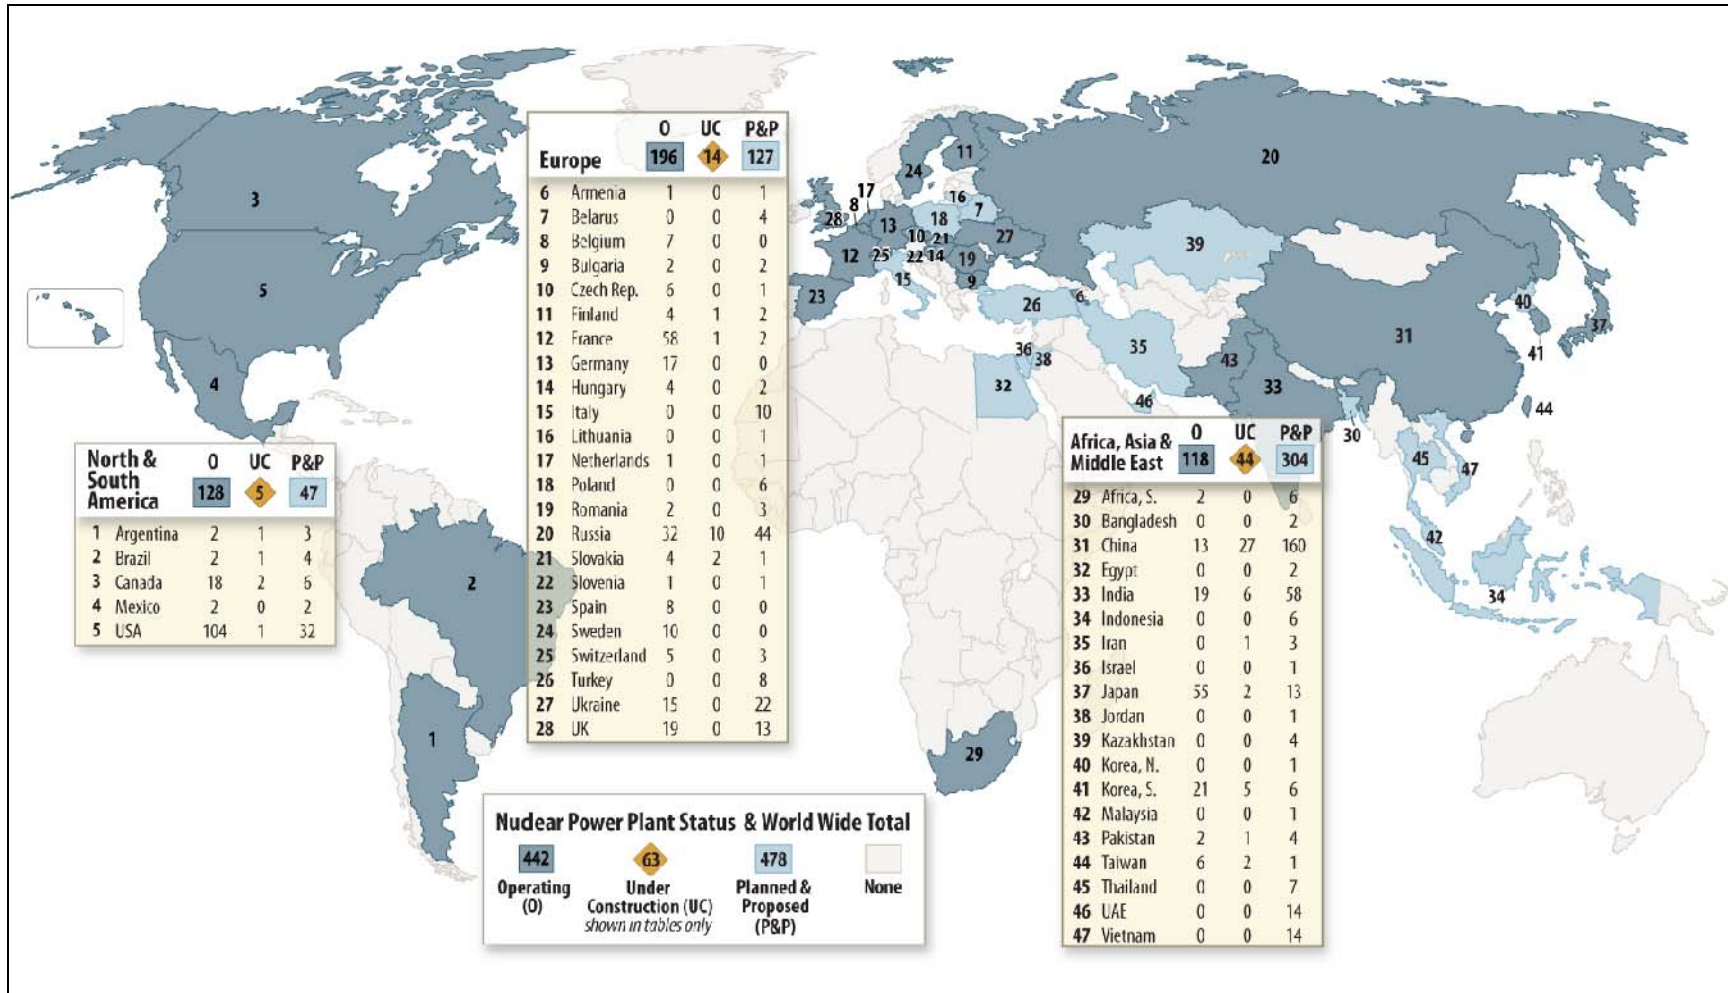 3
5
4
2
1
20
11
24
17
16
8
7
28
18
13
10
21
27
12
25
22
14
19
15
9
23
26
6
39
40
37
31
41
36
38
35
43
32
33
46
44
30
45
47
42
34
29
North & South America O UC P&P
128 5 47
1 Argentina 2 1 3
2 Brazil 2 1 4
3 Canada 18 2 6
4 Mexico 2 0 2
5 USA 104 1 32
O UC P&P
Europe 196 14 127
6 Armenia 1 0 1
7 Belarus 0 0 4
8 Belgium 7 0 0
9 Bulgaria 2 0 2
10 Czech Rep. 6 0 1
11 Finland 4 1 2
12 France 58 1 2
13 Germany 17 0 0
14 Hungary 4 0 2
15 Italy 0 0 10
16 Lithuania 0 0 1
17 Netherlands 1 0 1
18 Poland 0 0 6
19 Romania 2 0 3
20 Russia 32 10 44
21 Slovakia 4 2 1
22 Slovenia 1 0 1
23 Spain 8 0 0
24 Sweden 10 0 0
25 Switzerland 5 0 3
26 Turkey 0 0 8
27 Ukraine 15 0 22
28 UK 19 0 13
Africa, Asia & O UC P&P
Middle East 118 44 304
29 Africa, S. 2 0 6
30 Bangladesh 0 0 2
31 China 13 27 160
32 Egypt 0 0 2
33 India 19 6 58
34 Indonesia 0 0 6
35 Iran 0 1 3
36 Israel 0 0 1
37 Japan 55 2 13
38 Jordan 0 0 1
39 Kazakhstan 0 0 4
40 Korea, N. 0 0 1
41 Korea, S. 21 5 6
42 Malaysia 0 0 1
43 Pakistan 2 1 4
44 Taiwan 6 2 1
45 Thailand 0 0 7
46 UAE 0 0 14
47 Vietnam 0 0 14
Nuclear Power Plant Status & World Wide Total
442 63 478
Operating Under Planned & None
(O) Construction (UC) Proposed
shown in tables only (P&P)